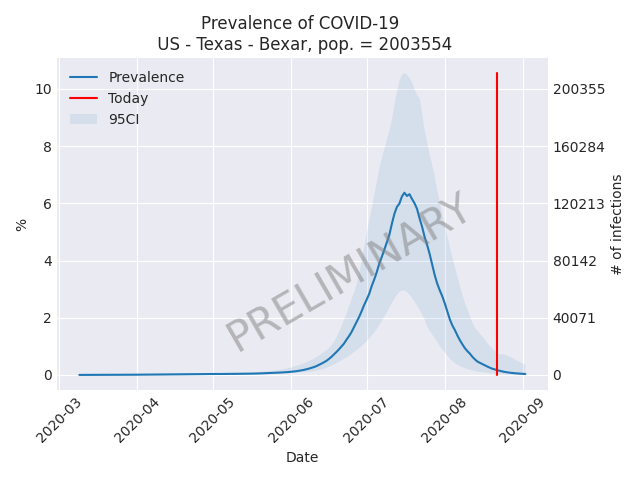 Prevalence of COVID-19
US - Texas - Bexar, pop. = 2003554
Prevalence
Today
95CI
10
8
6
4
2
0
%
200355
160284
120213
80142
40071
0
# of infections
PRELIMINARY
2020-03
2020-04
2020-05
2020-06
2020-07
2020-08
2020-09
Date